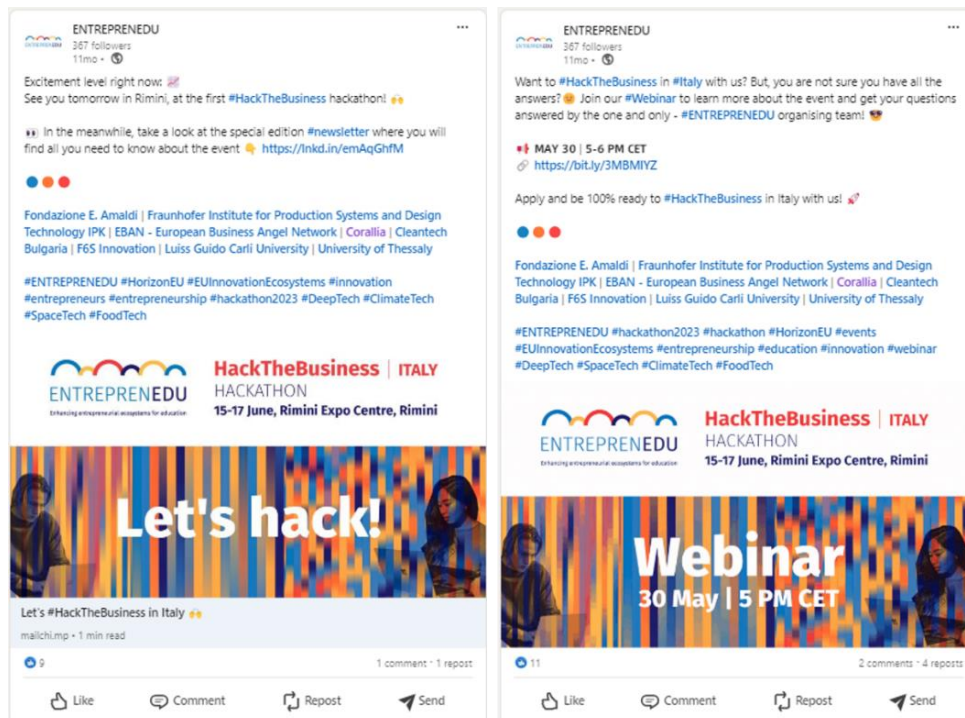 ENTREPRENEDU
367 followers
11mo •
Excitement level right now:
See you tomorrow in Rimini, at the first #HackTheBusiness hackathon!
In the meanwhile, take a look at the special edition #newsletter where you will
find all you need to know about the event https://lnkd.in/emAqGhfM
Fondazione E. Amaldi | Fraunhofer Institute for Production Systems and Design
Technology IPK | EBAN - European Business Angel Network | Corallia | Cleantech
Bulgaria | F6S Innovation | Luiss Guido Carli University | University of Thessaly
#ENTREPRENEDU #HorizonEU #EUInnovationEcosystems #innovation
#entrepreneurs #entrepreneurship #hackathon2023 #DeepTech #ClimateTech
#SpaceTech #FoodTech
ENTREPRENEDU
Enhancing entrepreneurial ecosystems for education
HackTheBusiness | ITALY
HACKATHON
15-17 June, Rimini Expo Centre, Rimini
Let's hack!
Let's #HackTheBusiness in Italy
mailchi.mp • 1 min read
9
1 comment · 1 repost
Like Comment Repost Send
ENTREPRENEDU
367 followers
11mo •
Want to #HackTheBusiness in #Italy with us? But, you are not sure you have all the
answers? Join our #Webinar to learn more about the event and get your questions
answered by the one and only - #ENTREPRENEDU organising team!
MAY 30 | 5-6 PM CET
https://bit.ly/3MBMIYZ
Apply and be 100% ready to #HackTheBusiness in Italy with us!
Fondazione E. Amaldi | Fraunhofer Institute for Production Systems and Design
Technology IPK | EBAN - European Business Angel Network | Corallia | Cleantech
Bulgaria | F6S Innovation | Luiss Guido Carli University | University of Thessaly
#ENTREPRENEDU #hackathon2023 #hackathon #HorizonEU #events
#EUInnovationEcosystems #entrepreneurship #education #innovation #webinar
#DeepTech #SpaceTech #ClimateTech #FoodTech
ENTREPRENEDU
Enhancing entrepreneurial ecosystems for education
HackTheBusiness | ITALY
HACKATHON
15-17 June, Rimini Expo Centre, Rimini
Webinar
30 May | 5 PM CET
11
2 comments · 4 reposts
Like Comment Repost Send